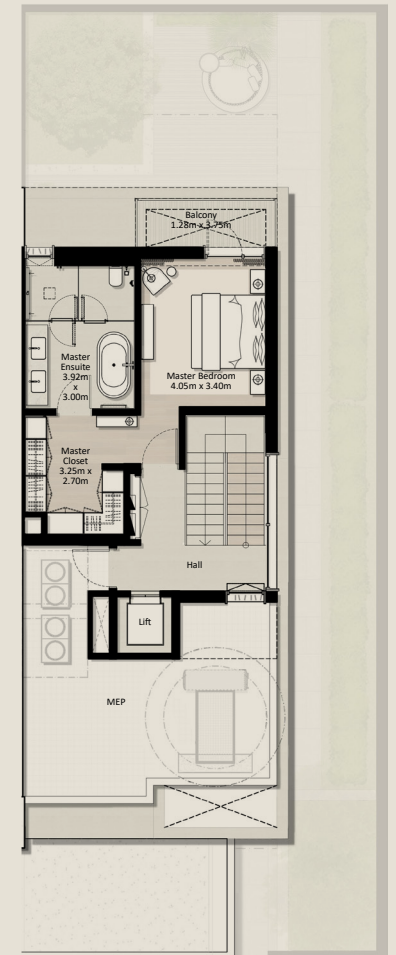 Balcony
1.28m x 3.75m
Master
Ensuite
3.92m
x
3.00m
Master Bedroom
4.05m x 3.40m
Master
Closet
3.25m x
2.70m
Hall
Lift
MEP